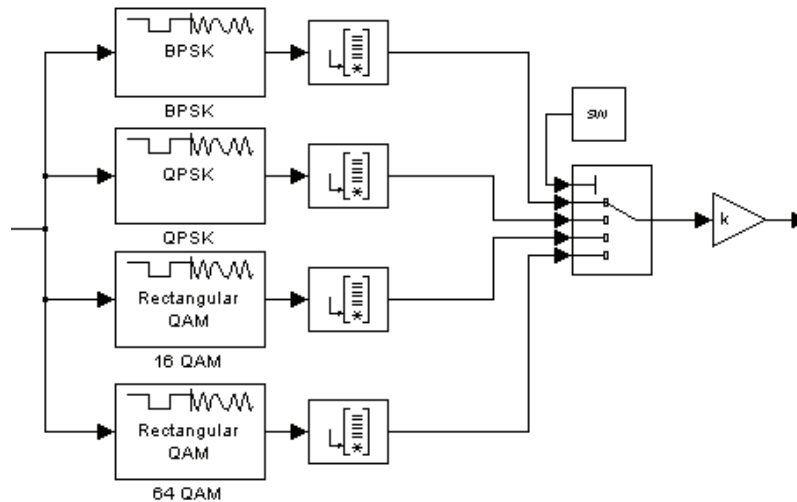 BPSK
BPSK
sw
QPSK
QPSK
k
Rectangular
QAM
16 QAM
Rectangular
QAM
64 QAM